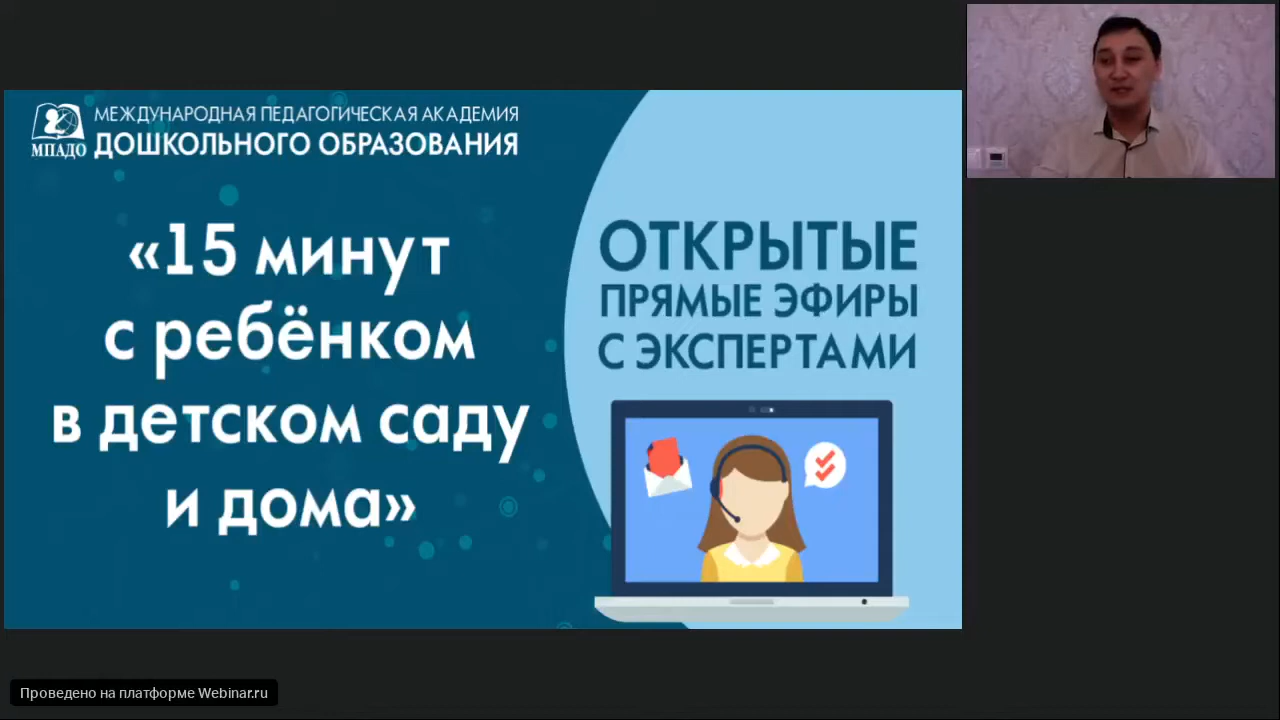 МЕЖДУНАРОДНАЯ ПЕДАГОГИЧЕСКАЯ АКАДЕМИЯ
ДОШКОЛЬНОГО ОБРАЗОВАНИЯ
МПАДО
«15 минут
с ребёнком
в детском саду
и дома»
ОТКРЫТЫЕ
ПРЯМЫЕ ЭФИРЫ
С ЭКСПЕРТАМИ
Проведено на платформе Webinar.ru